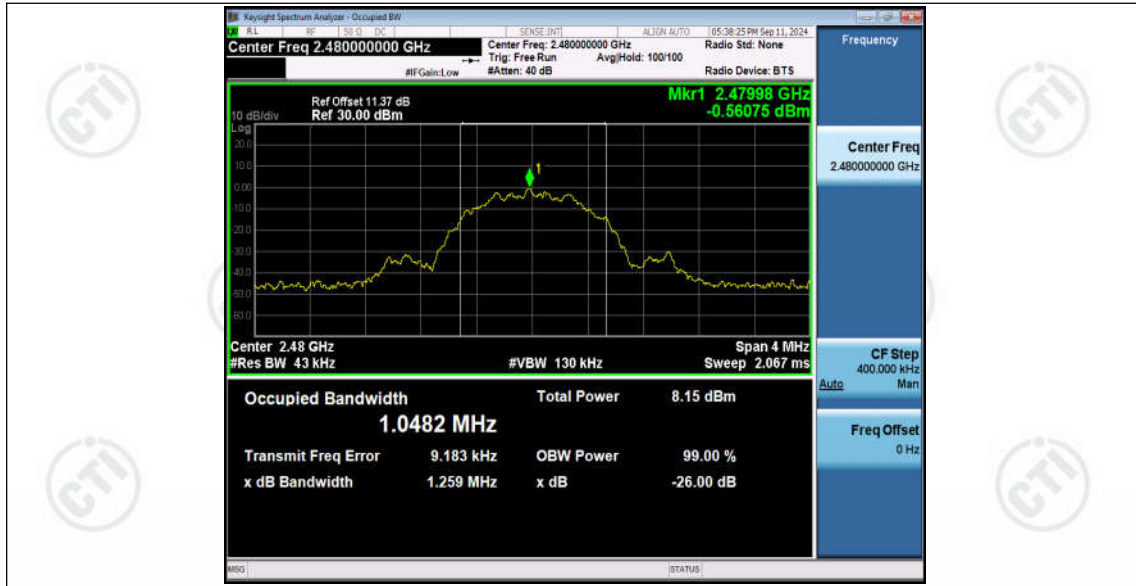 Keysight Spectrum Analyzer - Occupied BW
RL RF 50 Ω DC SENSE:INT ALIGN AUTO 05:38:25 PM Sep 11, 2024
Center Freq 2.480000000 GHz Center Freq: 2.480000000 GHz Radio Std: None Frequency
Trig: Free Run Avg|Hold: 100/100
#IFGain:Low #Atten: 40 dB Radio Device: BTS
Ref Offset 11.37 dB Mkr1 2.47998 GHz
10 dB/div Ref 30.00 dBm -0.56075 dBm
Log
20.0
10.0
1
0.00
-10.0
-20.0
-30.0
-40.0
-50.0
-60.0
Center Freq
2.480000000 GHz
Center 2.48 GHz Span 4 MHz
#Res BW 43 kHz #VBW 130 kHz Sweep 2.067 ms
CF Step
400.000 kHz
Auto Man
Occupied Bandwidth Total Power 8.15 dBm
1.0482 MHz
Transmit Freq Error 9.183 kHz OBW Power 99.00 %
x dB Bandwidth 1.259 MHz x dB -26.00 dB
Freq Offset
0 Hz
MSG STATUS
CTI
CTI
CTI
CTI